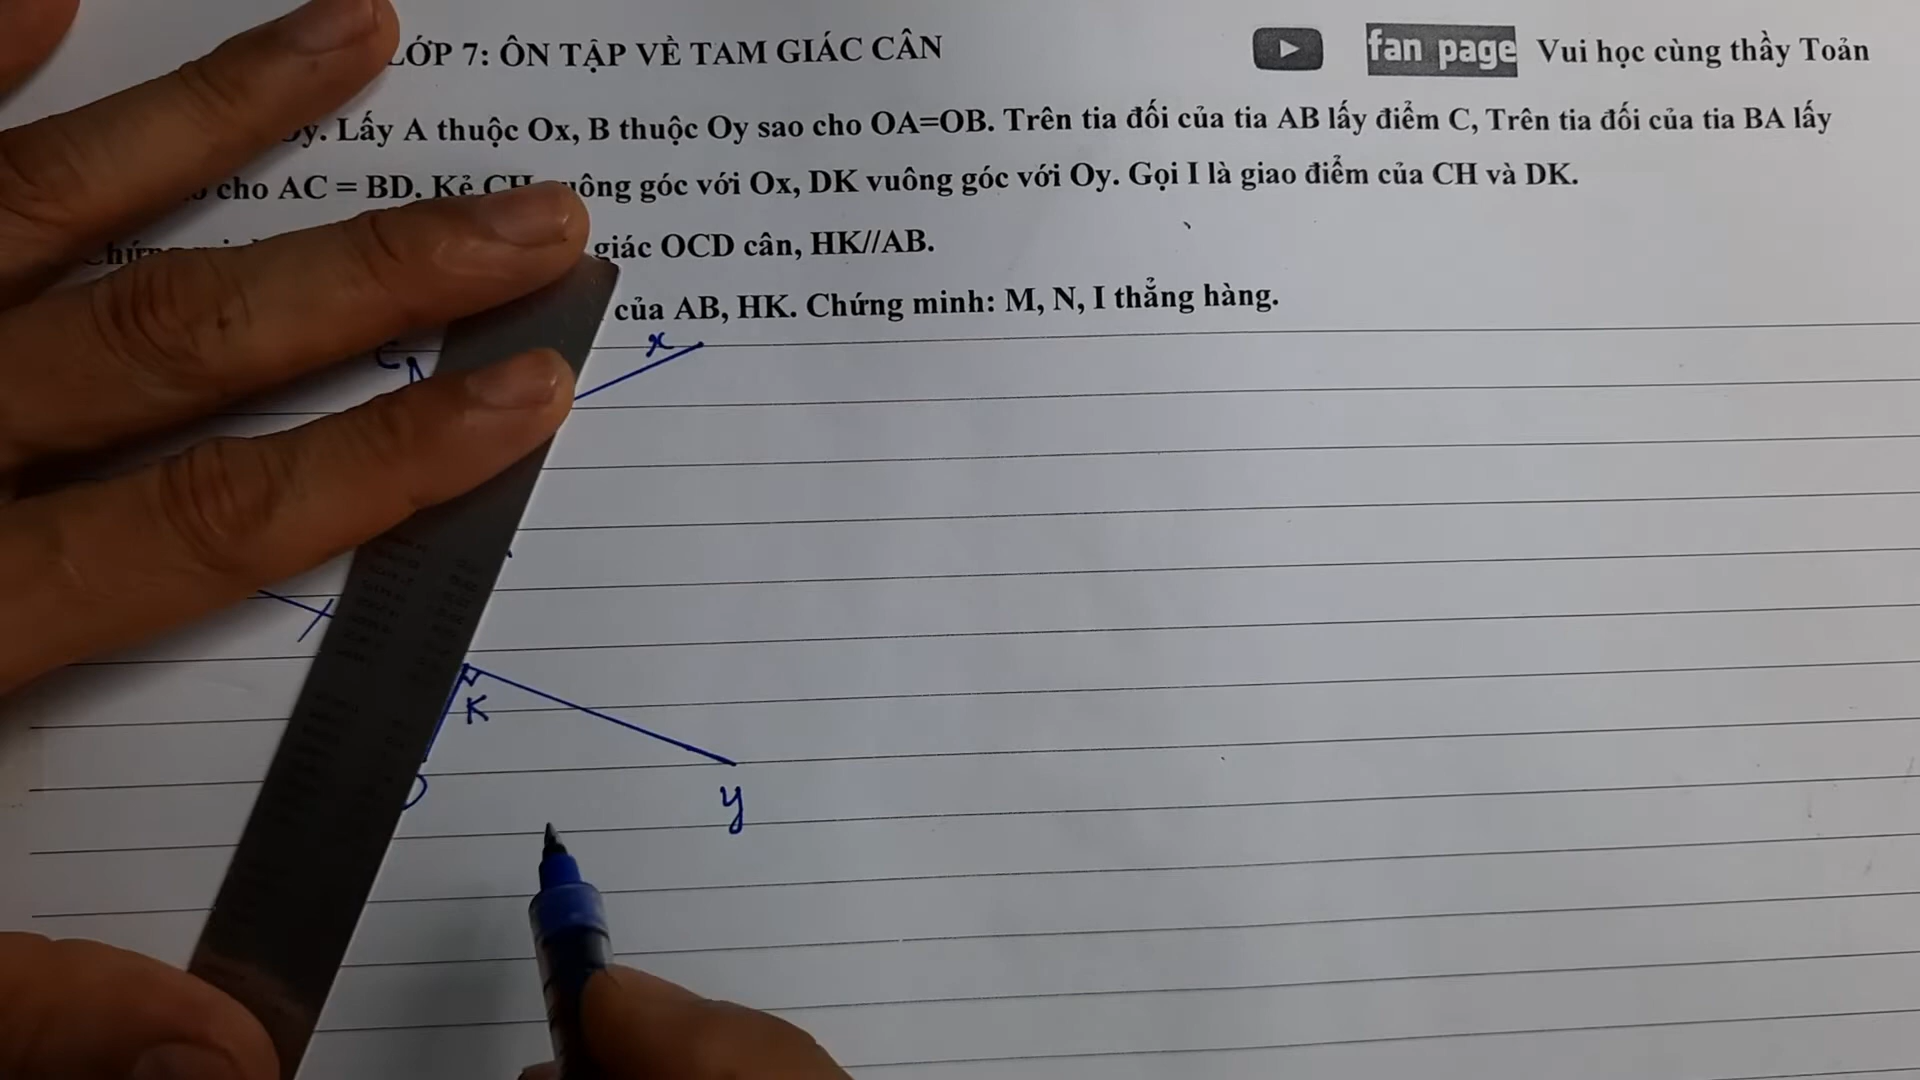 LỚP 7: ÔN TẬP VỀ TAM GIÁC CÂN
fan page Vui học cùng thầy Toản
Oy. Lấy A thuộc Ox, B thuộc Oy sao cho OA=OB. Trên tia đối của tia AB lấy điểm C, Trên tia đối của tia BA lấy
cho AC = BD. Kẻ CH vuông góc với Ox, DK vuông góc với Oy. Gọi I là giao điểm của CH và DK.
giác OCD cân, HK//AB.
của AB, HK. Chứng minh: M, N, I thẳng hàng.
x
C
K
y